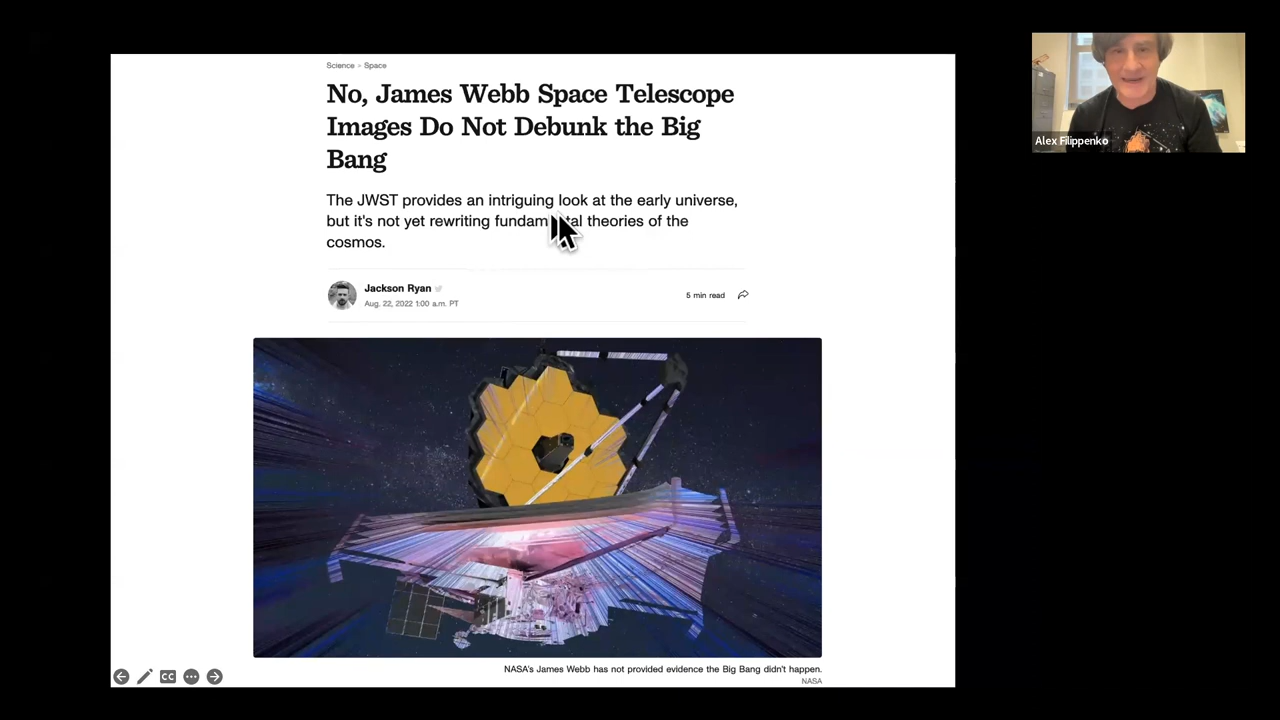 Science > Space
No, James Webb Space Telescope
Images Do Not Debunk the Big
Bang
The JWST provides an intriguing look at the early universe,
but it's not yet rewriting fundam tal theories of the
cosmos.
Jackson Ryan
Aug. 22, 2022 1:00 a.m. PT
5 min read
NASA's James Webb has not provided evidence the Big Bang didn't happen.
NASA
CC
Alex Filippenko